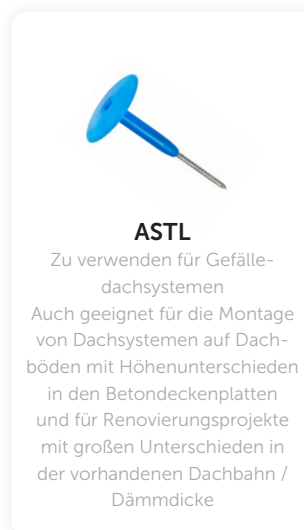 ASTL
Zu verwenden für Gefälle-
dachsystemen
Auch geeignet für die Montage
von Dachsystemen auf Dach-
böden mit Höhenunterschieden
in den Betondeckenplatten
und für Renovierungsprojekte
mit großen Unterschieden in
der vorhandenen Dachbahn /
Dämmdicke